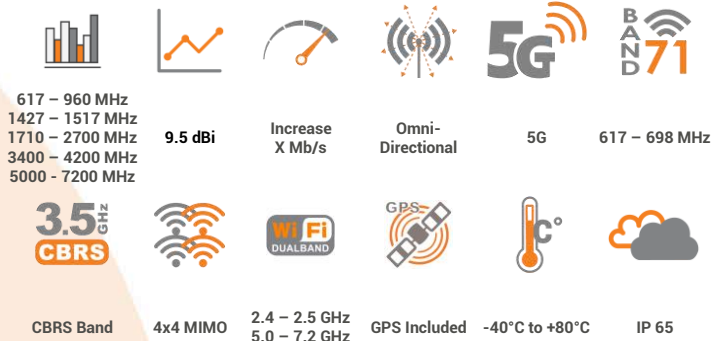 5G
BAND
71
617 – 960 MHz
1427 – 1517 MHz
1710 – 2700 MHz
3400 – 4200 MHz
5000 - 7200 MHz
9.5 dBi
Increase
X Mb/s
Omni-
Directional
5G
617 – 698 MHz
3.5 GHz
CBRS
Wi Fi
DUALBAND
GPS
C°
CBRS Band
4x4 MIMO
2.4 – 2.5 GHz
5.0 – 7.2 GHz
GPS Included
-40°C to +80°C
IP 65